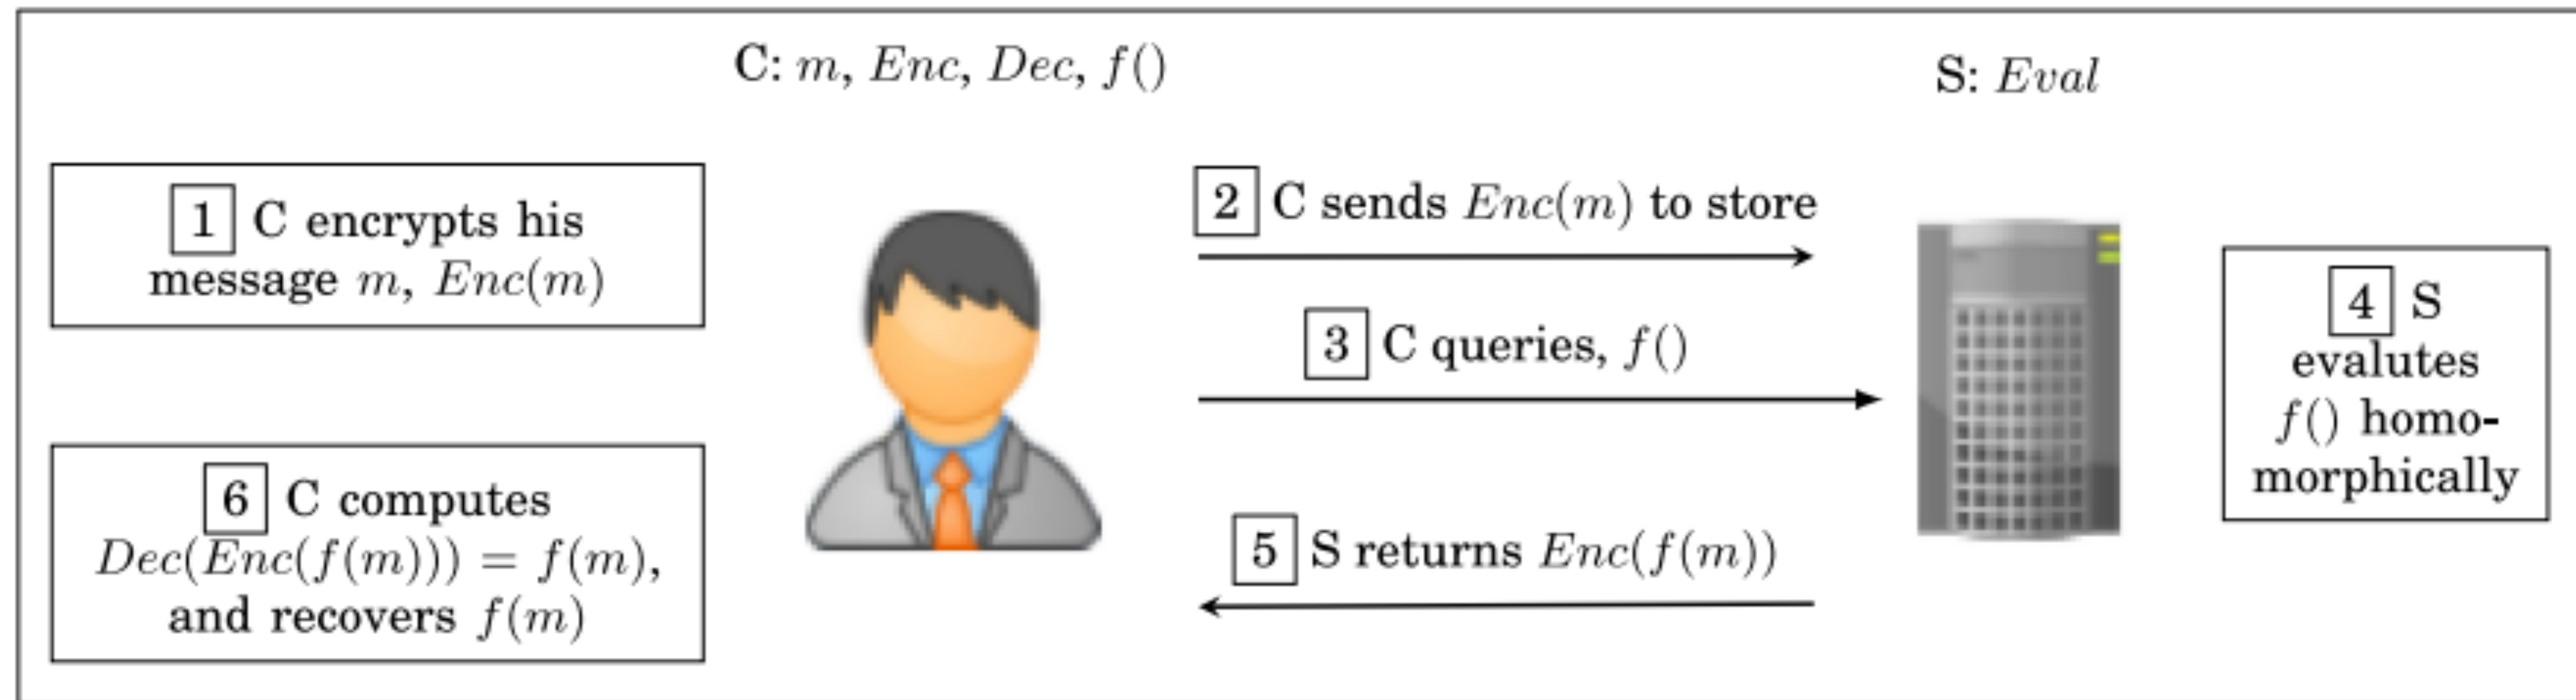 C: m, Enc, Dec, f()
S: Eval
1 C encrypts his
message m, Enc(m)
2 C sends Enc(m) to store
3 C queries, f()
4 S
evalutes
f() homo-
morphically
5 S returns Enc(f(m))
6 C computes
Dec(Enc(f(m))) = f(m),
and recovers f(m)